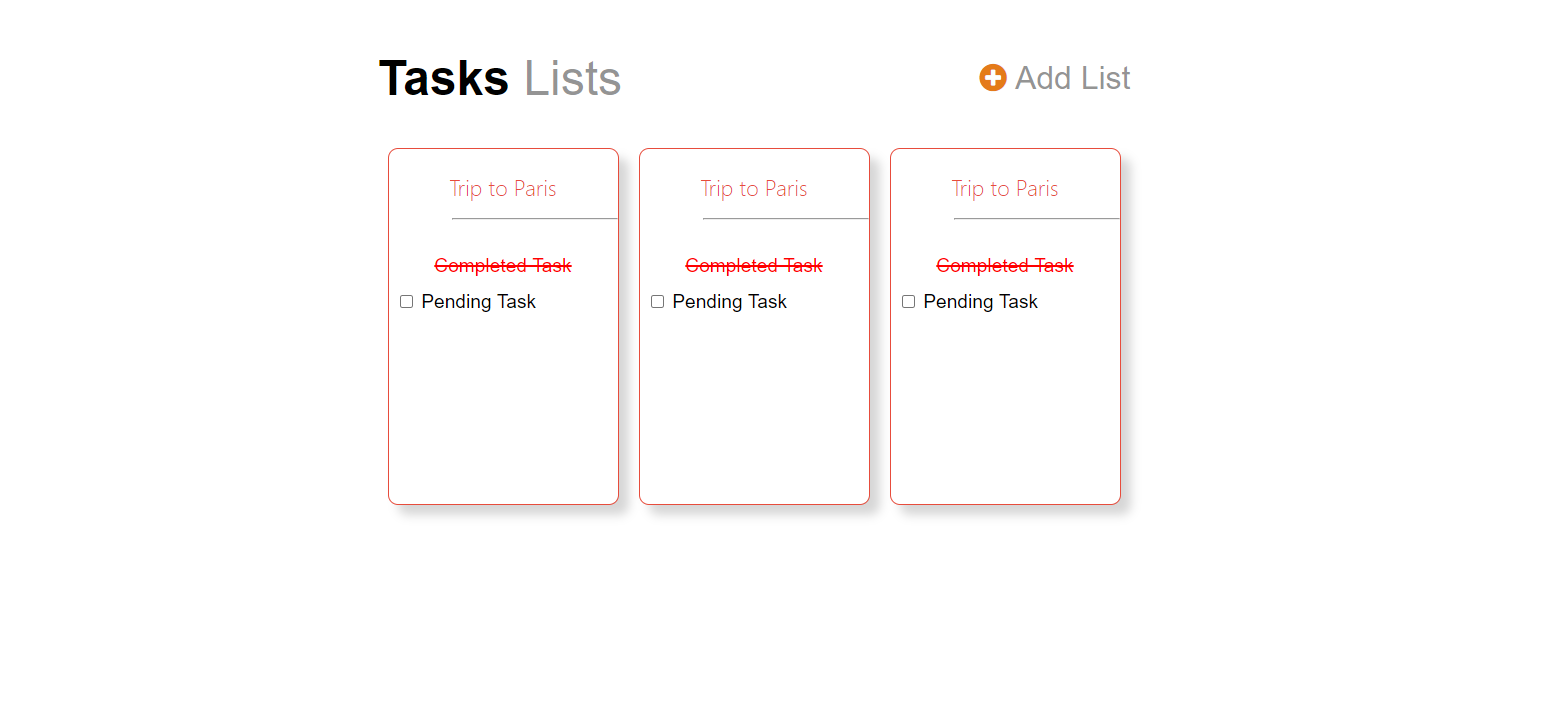 Tasks Lists
Add List
Trip to Paris
Completed Task
Pending Task
Trip to Paris
Completed Task
Pending Task
Trip to Paris
Completed Task
Pending Task